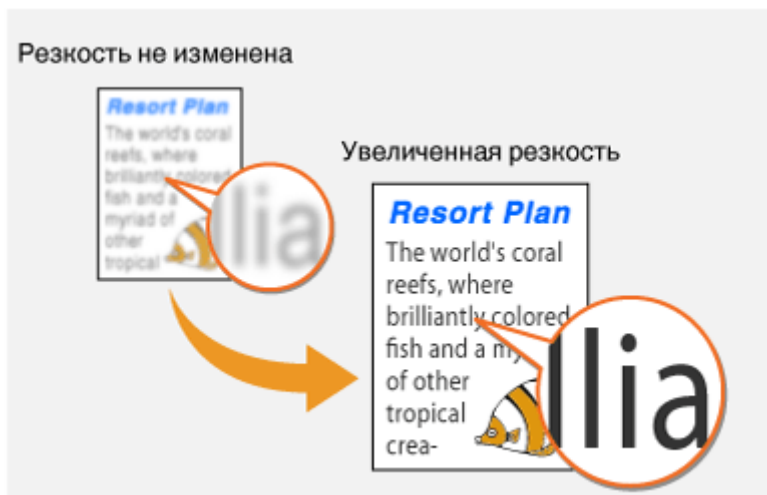 Резкость не изменена
Resort Plan
The world's coral
reefs, where
brilliantly colored
fish and a
myriad of
other
tropical
llia
Увеличенная резкость
Resort Plan
The world's coral
reefs, where
brilliantly colored
fish and a my
of other
tropical
crea-
llia